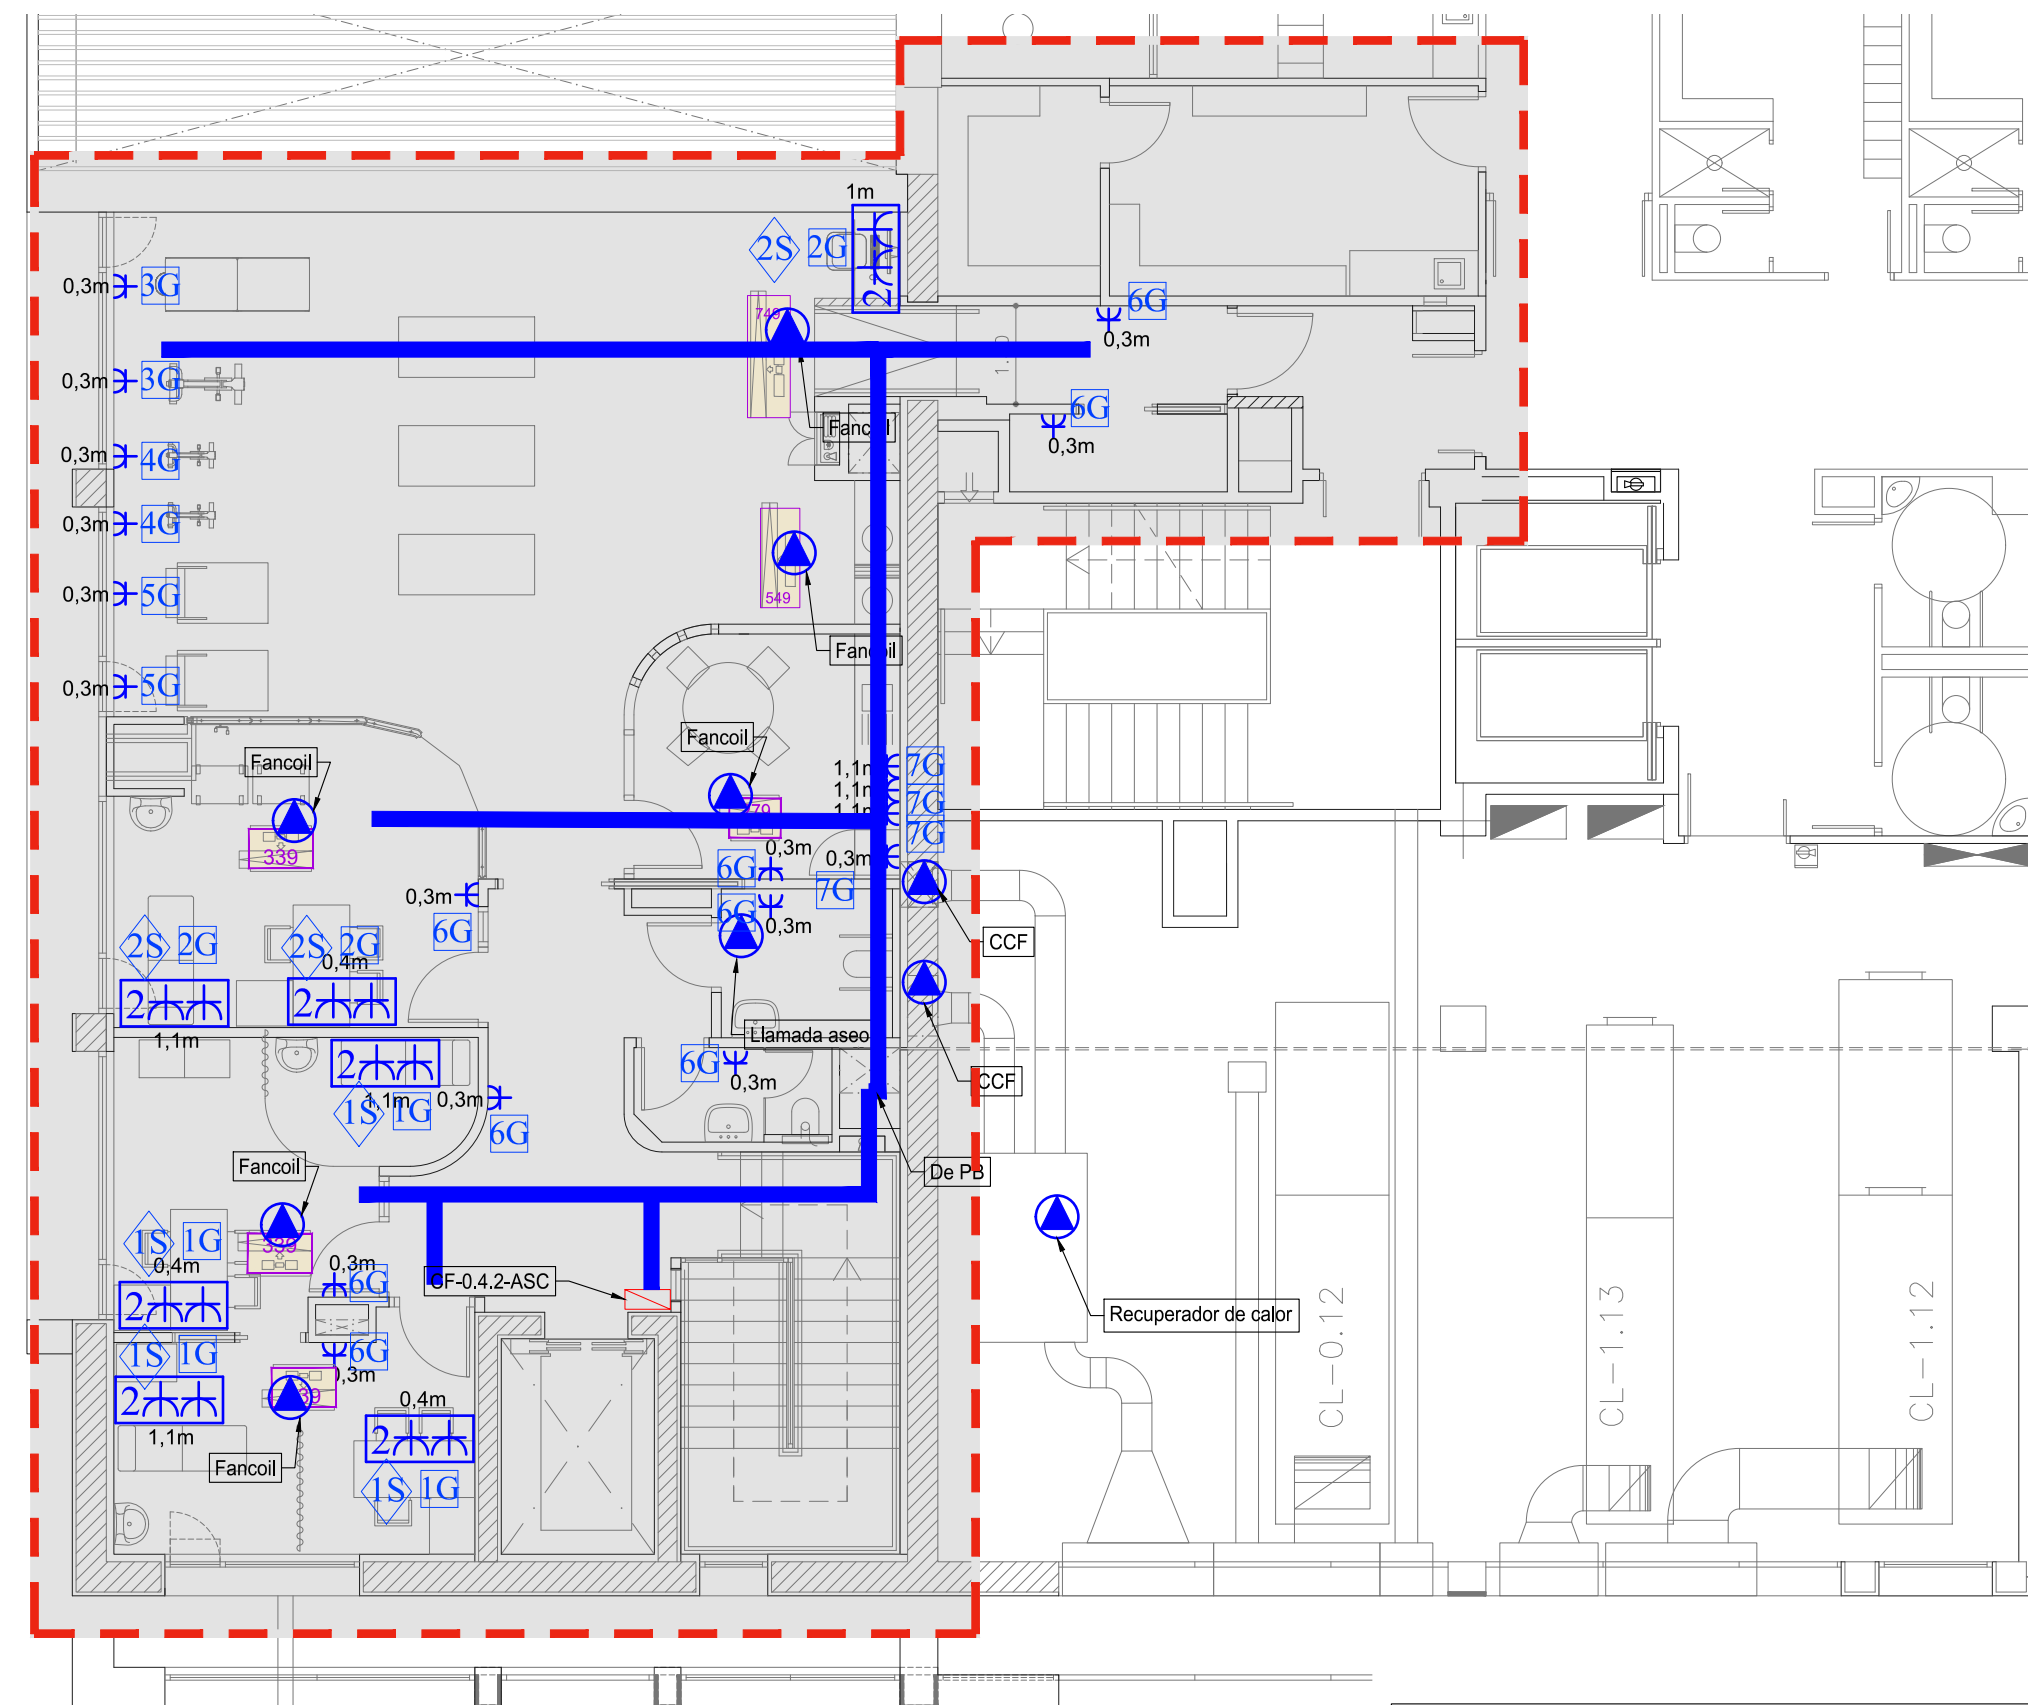 1m
2S 2G
2
0,3m 3G
749
6G
0,3m
0,3m 3G
6G
Fancoil
0,3m
0,3m 4G
0,3m 4G
0,3m 5G
549
Fancoil
0,3m 5G
Fancoil
Fancoil
1,1m 7G
1,1m 7G
1,1m 7G
339
0,3m
0,3m
6G 7G
0,3m
6G
6G
0,3m
CCF
2S 2G 2S 2G
0,4m
2 2
1,1m
Llamada aseo
2
6G
0,3m
CCF
1,1m
0,3m
1S 1G
6G
Fancoil
De PB
1S 1G
339
0,4m
0,3m
6G
CF-0.4.2-ASC
2
Recuperador de calor
CL-0.12
CL-1.13
CL-1.12
1S 1G
6G
0,3m
2
0,4m
1,1m
2
Fancoil
1S 1G